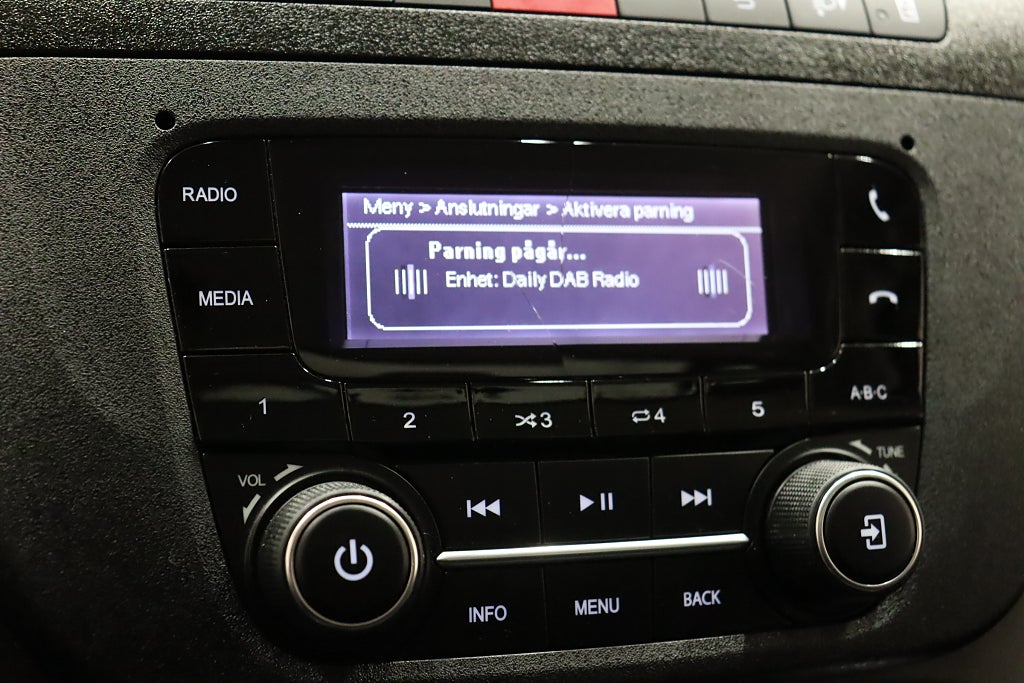 RADIO
MEDIA
Meny > Anslutningar > Aktivera parning
Parning pågår...
Enhet: Daily DAB Radio
A·B·C
1
2
3
4
5
VOL
TUNE
INFO
MENU
BACK